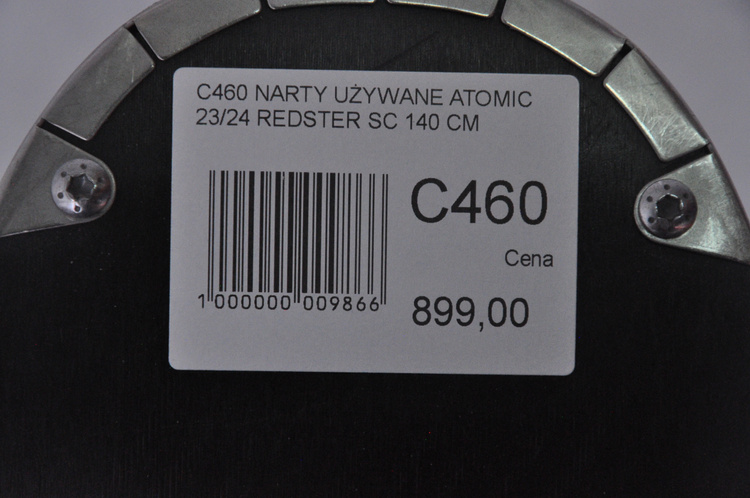 C460 NARTY UŻYWANE ATOMIC
23/24 REDSTER SC 140 CM
C460
Cena
899,00
1 000000 009866